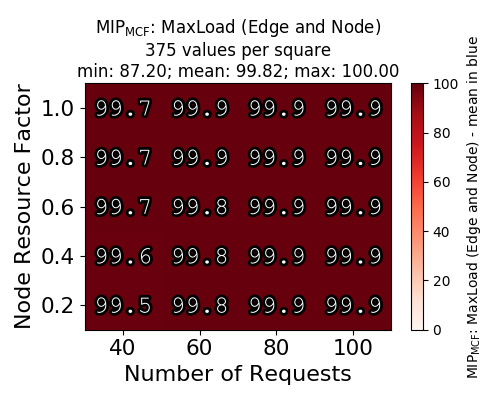 MIP_MCF: MaxLoad (Edge and Node)
375 values per square
min: 87.20; mean: 99.82; max: 100.00
Node Resource Factor
1.0 99.7 99.9 99.9 99.9
0.8 99.7 99.9 99.9 99.9
0.6 99.7 99.8 99.9 99.9
0.4 99.6 99.8 99.9 99.9
0.2 99.5 99.8 99.9 99.9
40 60 80 100
Number of Requests
100
80
60
40
20
0
MIP_MCF: MaxLoad (Edge and Node) - mean in blue